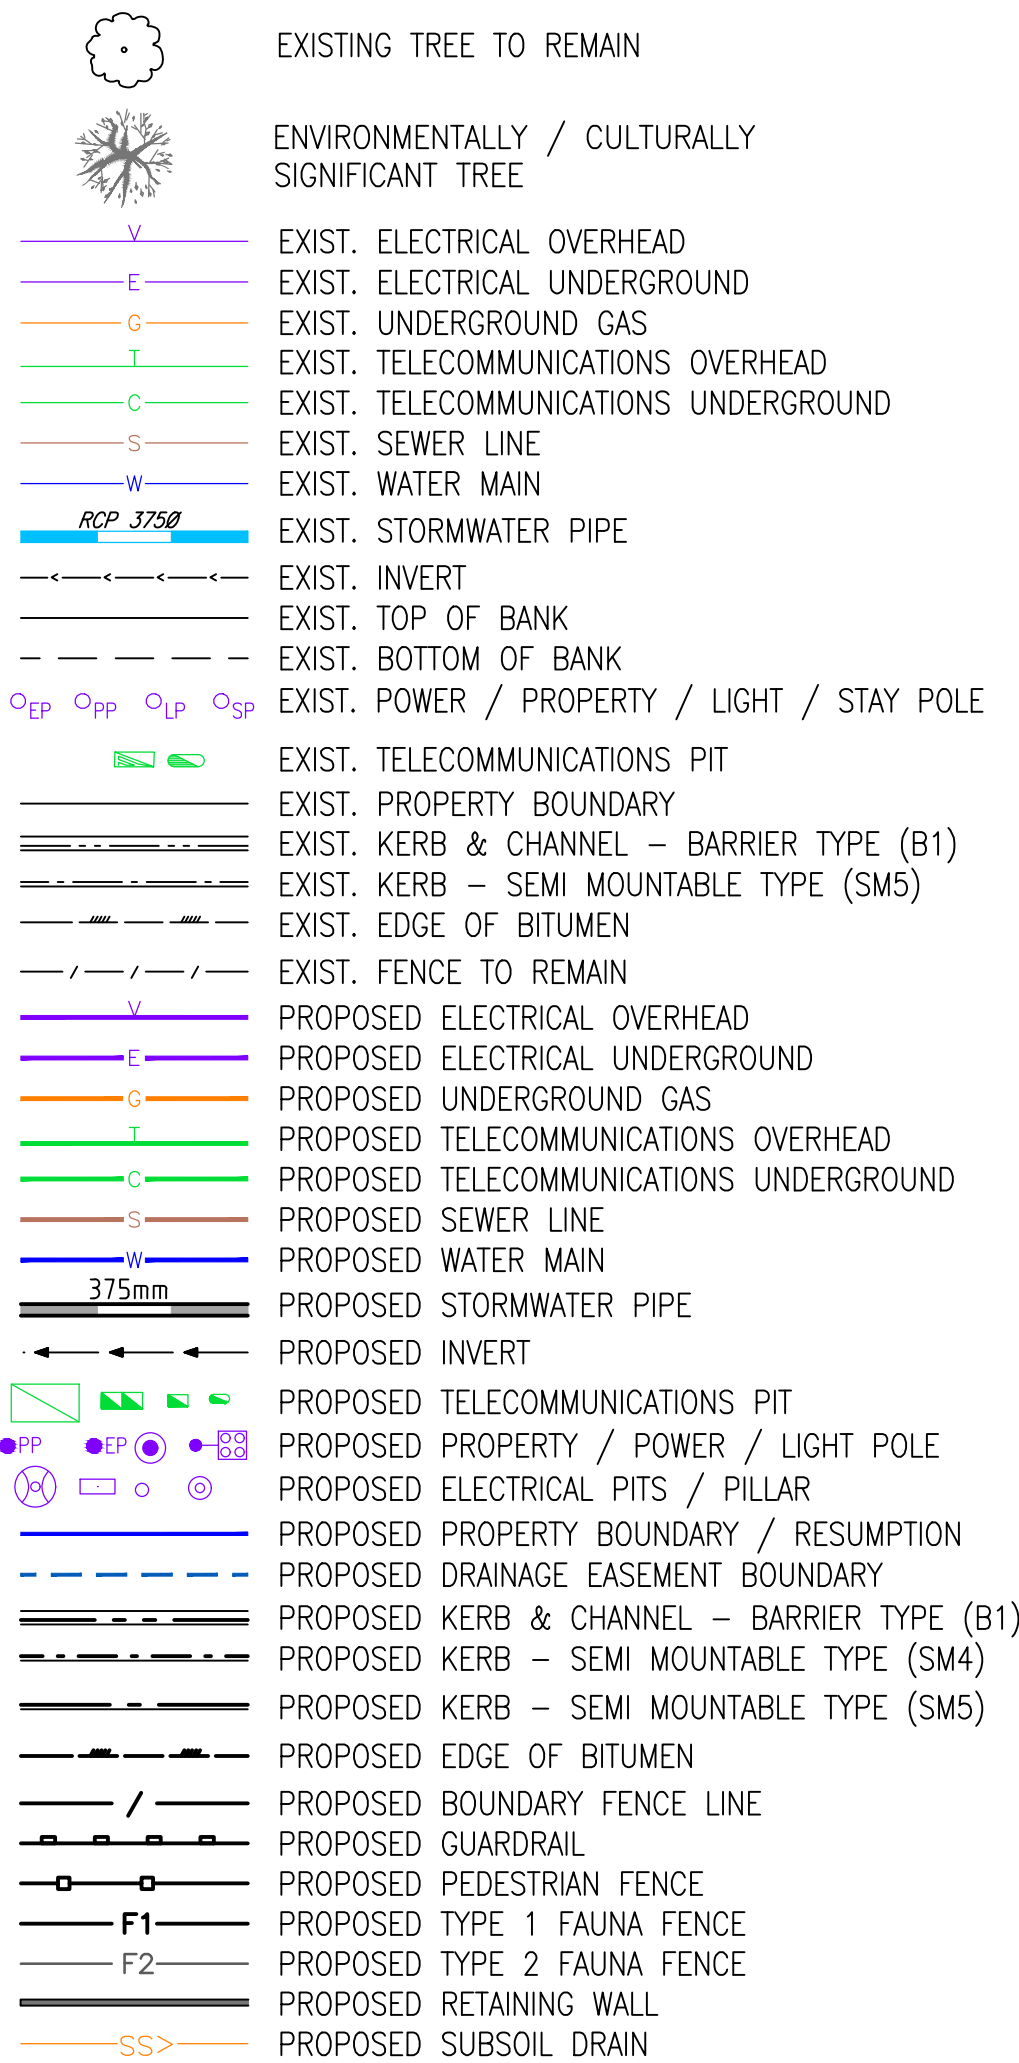 EXISTING TREE TO REMAIN
ENVIRONMENTALLY / CULTURALLY
SIGNIFICANT TREE
V EXIST. ELECTRICAL OVERHEAD
E EXIST. ELECTRICAL UNDERGROUND
G EXIST. UNDERGROUND GAS
T EXIST. TELECOMMUNICATIONS OVERHEAD
C EXIST. TELECOMMUNICATIONS UNDERGROUND
S EXIST. SEWER LINE
W EXIST. WATER MAIN
RCP 375Ø EXIST. STORMWATER PIPE
EXIST. INVERT
EXIST. TOP OF BANK
EXIST. BOTTOM OF BANK
EP PP LP SP EXIST. POWER / PROPERTY / LIGHT / STAY POLE
EXIST. TELECOMMUNICATIONS PIT
EXIST. PROPERTY BOUNDARY
EXIST. KERB & CHANNEL – BARRIER TYPE (B1)
EXIST. KERB – SEMI MOUNTABLE TYPE (SM5)
EXIST. EDGE OF BITUMEN
EXIST. FENCE TO REMAIN
V PROPOSED ELECTRICAL OVERHEAD
E PROPOSED ELECTRICAL UNDERGROUND
G PROPOSED UNDERGROUND GAS
T PROPOSED TELECOMMUNICATIONS OVERHEAD
C PROPOSED TELECOMMUNICATIONS UNDERGROUND
S PROPOSED SEWER LINE
W PROPOSED WATER MAIN
375mm PROPOSED STORMWATER PIPE
PROPOSED INVERT
PROPOSED TELECOMMUNICATIONS PIT
PP EP PROPOSED PROPERTY / POWER / LIGHT POLE
PROPOSED ELECTRICAL PITS / PILLAR
PROPOSED PROPERTY BOUNDARY / RESUMPTION
PROPOSED DRAINAGE EASEMENT BOUNDARY
PROPOSED KERB & CHANNEL – BARRIER TYPE (B1)
PROPOSED KERB – SEMI MOUNTABLE TYPE (SM4)
PROPOSED KERB – SEMI MOUNTABLE TYPE (SM5)
PROPOSED EDGE OF BITUMEN
PROPOSED BOUNDARY FENCE LINE
PROPOSED GUARDRAIL
PROPOSED PEDESTRIAN FENCE
F1 PROPOSED TYPE 1 FAUNA FENCE
F2 PROPOSED TYPE 2 FAUNA FENCE
PROPOSED RETAINING WALL
SS> PROPOSED SUBSOIL DRAIN